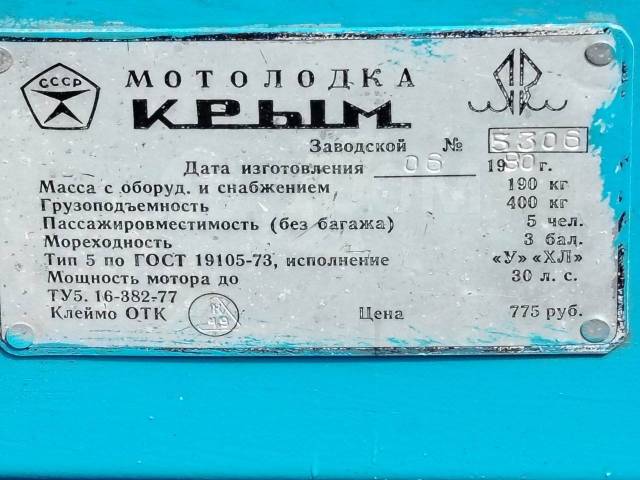 СССР
МОТОЛОДКА
КРЫМ
Заводской № 5306
Дата изготовления 06 1980 г.
Масса с оборуд. и снабжением 190 кг
Грузоподъемность 400 кг
Пассажировместимость (без багажа) 5 чел.
Мореходность 3 бал.
Тип 5 по ГОСТ 19105-73, исполнение «У» «ХЛ»
Мощность мотора до 30 л. с.
ТУ5. 16-382-77
Клеймо ОТК Цена 775 руб.